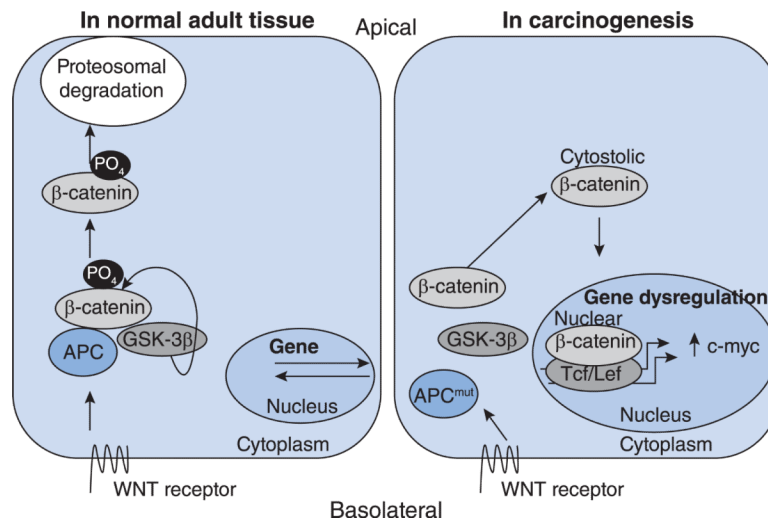 In normal adult tissue
Apical
In carcinogenesis
Proteosomal
degradation
PO4
β-catenin
PO4
β-catenin
APC
GSK-3β
Gene
Nucleus
Cytoplasm
WNT receptor
Cytostolic
β-catenin
β-catenin
GSK-3β
APCmut
Gene dysregulation
Nuclear
β-catenin
Tcf/Lef
c-myc
Nucleus
Cytoplasm
WNT receptor
Basolateral